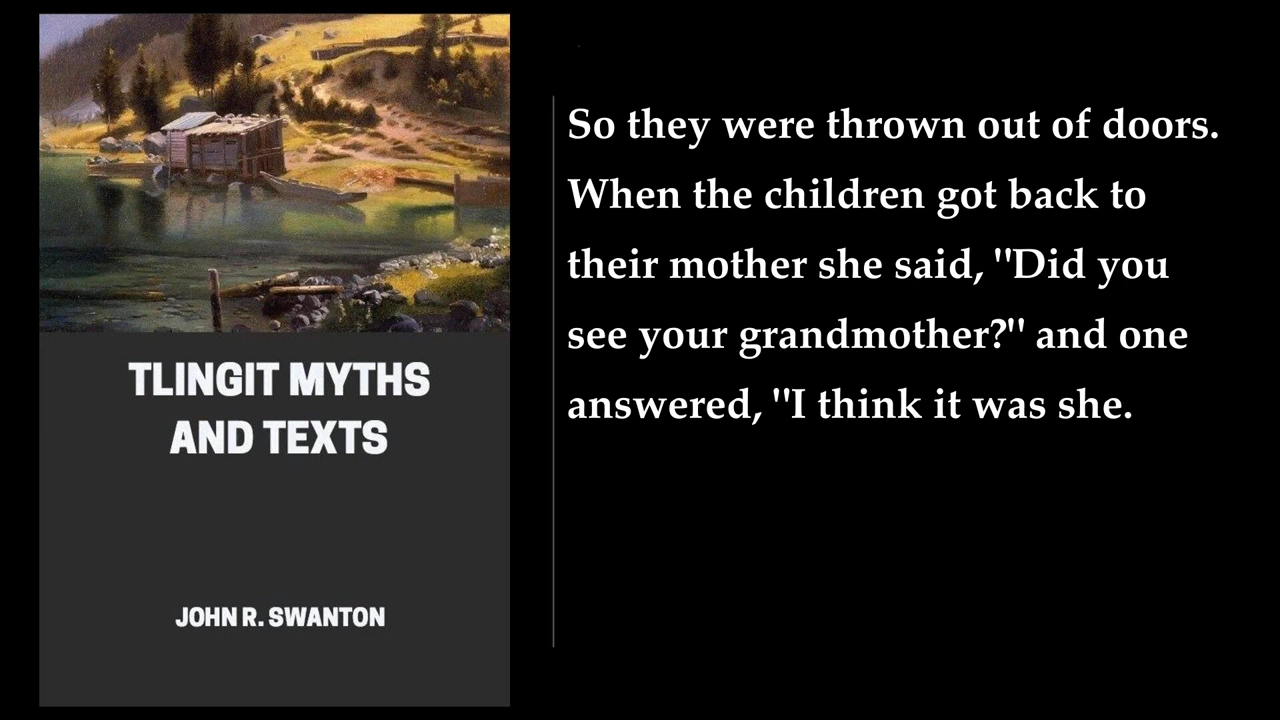 TLINGIT MYTHS
AND TEXTS
JOHN R. SWANTON
So they were thrown out of doors.
When the children got back to
their mother she said, "Did you
see your grandmother?" and one
answered, "I think it was she.